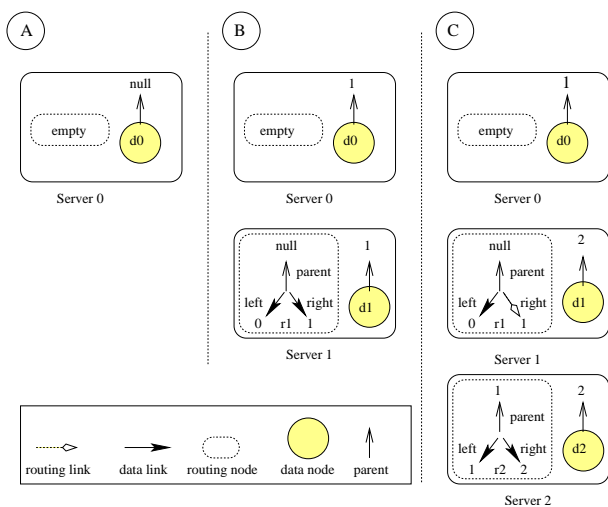 A
B
C
null
empty
d0
Server 0
1
empty
d0
Server 0
null
parent
left
right
0
r1
1
1
d1
Server 1
1
empty
d0
Server 0
null
parent
left
right
0
r1
1
2
d1
Server 1
1
parent
left
right
1
r2
2
2
d2
Server 2
routing link
data link
routing node
data node
parent